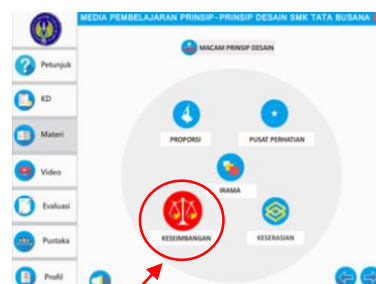 MEDIA PEMBELAJARAN PRINSIP-PRINSIP DESAIN SMK TATA BUSANA
MACAM PRINSIP DESAIN
Petunjuk
KD
Materi
Video
Evaluasi
Pustaka
Profil
PROPORSI
PUSAT PERHATIAN
IRAMA
KESEIMBANGAN
KESERASIAN